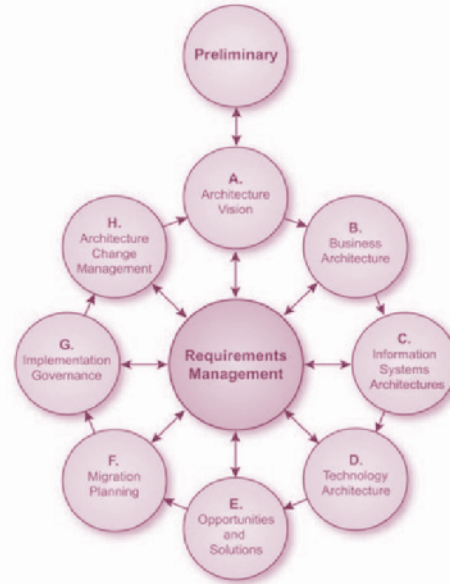 Preliminary
A.
Architecture
Vision
B.
Business
Architecture
C.
Information
Systems
Architectures
D.
Technology
Architecture
E.
Opportunities
and
Solutions
F.
Migration
Planning
G.
Implementation
Governance
H.
Architecture
Change
Management
Requirements
Management